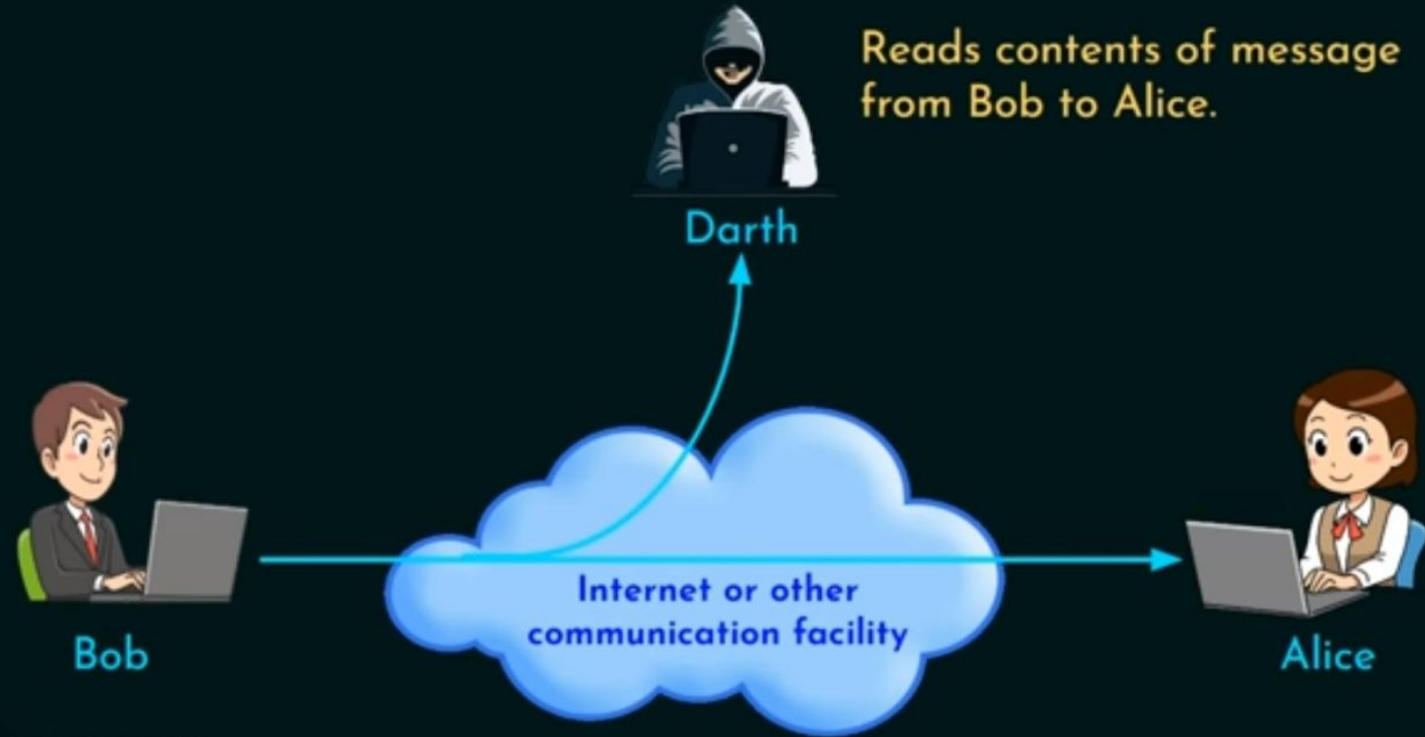 Reads contents of message
from Bob to Alice.
Darth
Internet or other
communication facility
Bob
Alice